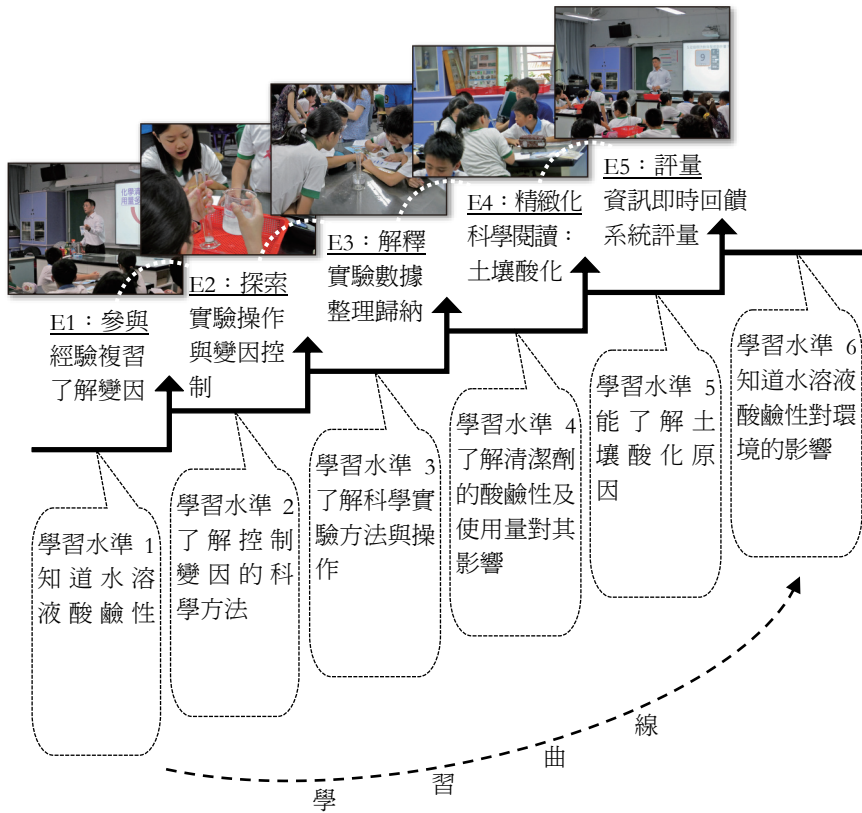 E1：參與
經驗複習
了解變因
E2：探索
實驗操作
與變因控
制
E3：解釋
實驗數據
整理歸納
E4：精緻化
科學閱讀：
土壤酸化
E5：評量
資訊即時回饋
系統評量
學習水準 1
知道水溶
液酸鹼性
學習水準 2
了解控制
變因的科
學方法
學習水準 3
了解科學實
驗方法與操
作
學習水準 4
了解清潔劑
的酸鹼性及
使用量對其
影響
學習水準 5
能了解土
壤酸化原
因
學習水準 6
知道水溶液
酸鹼性對環
境的影響
學習曲線